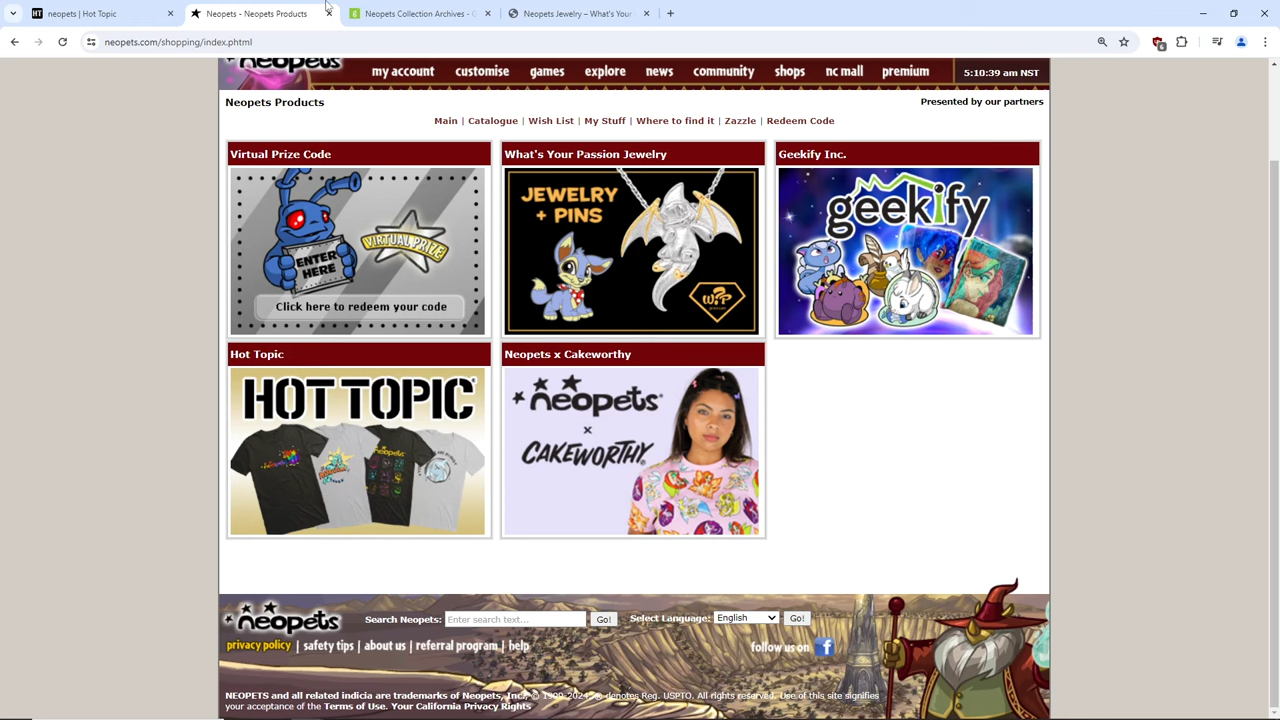 neopets | Hot Topic
Neopets - Neopets Products
Neopets Collection Archives - G
Neopets Jewelry – What's Your
neopets.com/shopping/index.phtml
6
neopets
my account
customise
games
explore
news
community
shops
nc mall
premium
5:10:39 am NST
Neopets Products
Presented by our partners
Main | Catalogue | Wish List | My Stuff | Where to find it | Zazzle | Redeem Code
Virtual Prize Code
What's Your Passion Jewelry
Geekify Inc.
ENTER
HERE
VIRTUAL PRIZE
Click here to redeem your code
JEWELRY
+ PINS
W?P
geekify
Hot Topic
Neopets x Cakeworthy
HOT TOPIC
neopets
neopets
x
CAKEWORTHY
neopets
Search Neopets:
Enter search text...
Go!
Select Language:
English
Go!
privacy policy | safety tips | about us | referral program | help
follow us on f
NEOPETS and all related indicia are trademarks of Neopets, Inc., © 1999-2024. ® denotes Reg. USPTO. All rights reserved. Use of this site signifies
your acceptance of the Terms of Use. Your California Privacy Rights